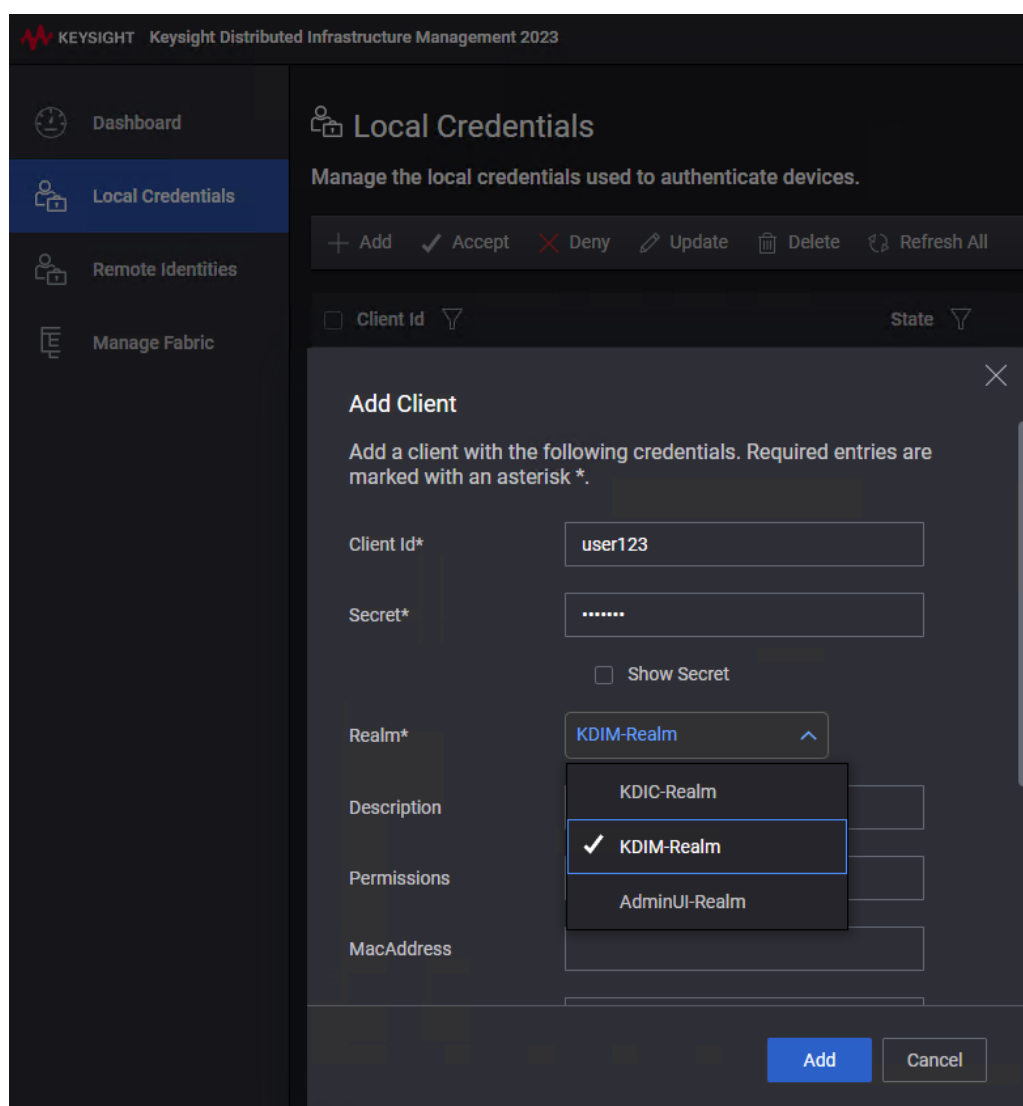 KEYSIGHT Keysight Distributed Infrastructure Management 2023
Dashboard
Local Credentials
Remote Identities
Manage Fabric
Local Credentials
Manage the local credentials used to authenticate devices.
Add Accept Deny Update Delete Refresh All
Client Id State
Add Client
Add a client with the following credentials. Required entries are
marked with an asterisk *.
Client Id* user123
Secret* •••••••
Show Secret
Realm* KDIM-Realm
KDIC-Realm
Description
KDIM-Realm
Permissions
AdminUI-Realm
MacAddress
Add Cancel